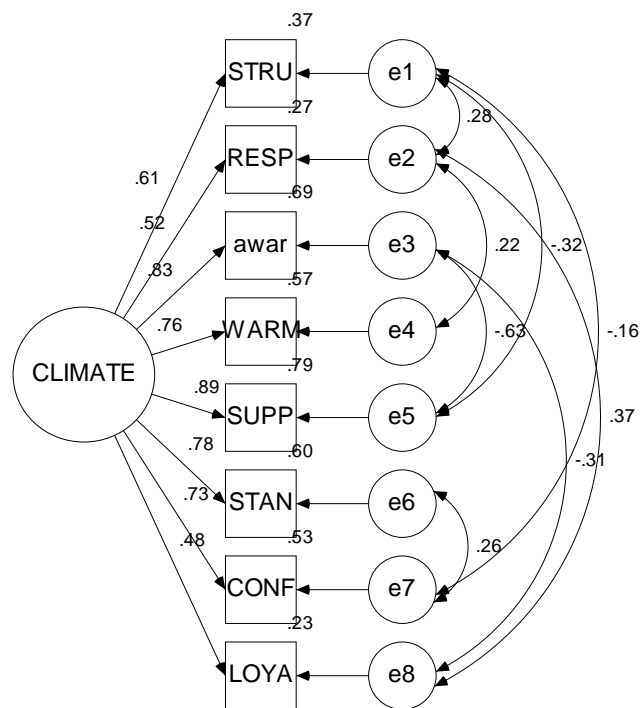 .37
STRU
e1
.27
.28
RESP
e2
.61
.69
.52
awar
e3
.22
-.32
.83
.57
.76
WARM
e4
-.63
-.16
.79
CLIMATE
.89
SUPP
e5
.37
.78
.60
-.31
.73
STAN
e6
.48
.53
.26
CONF
e7
.23
LOYA
e8